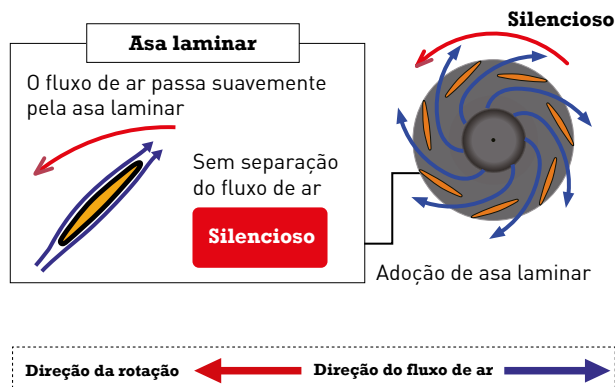 Asa laminar
O fluxo de ar passa suavemente
pela asa laminar
Sem separação
do fluxo de ar
Silencioso
Silencioso
Adoção de asa laminar
Direção da rotação
Direção do fluxo de ar